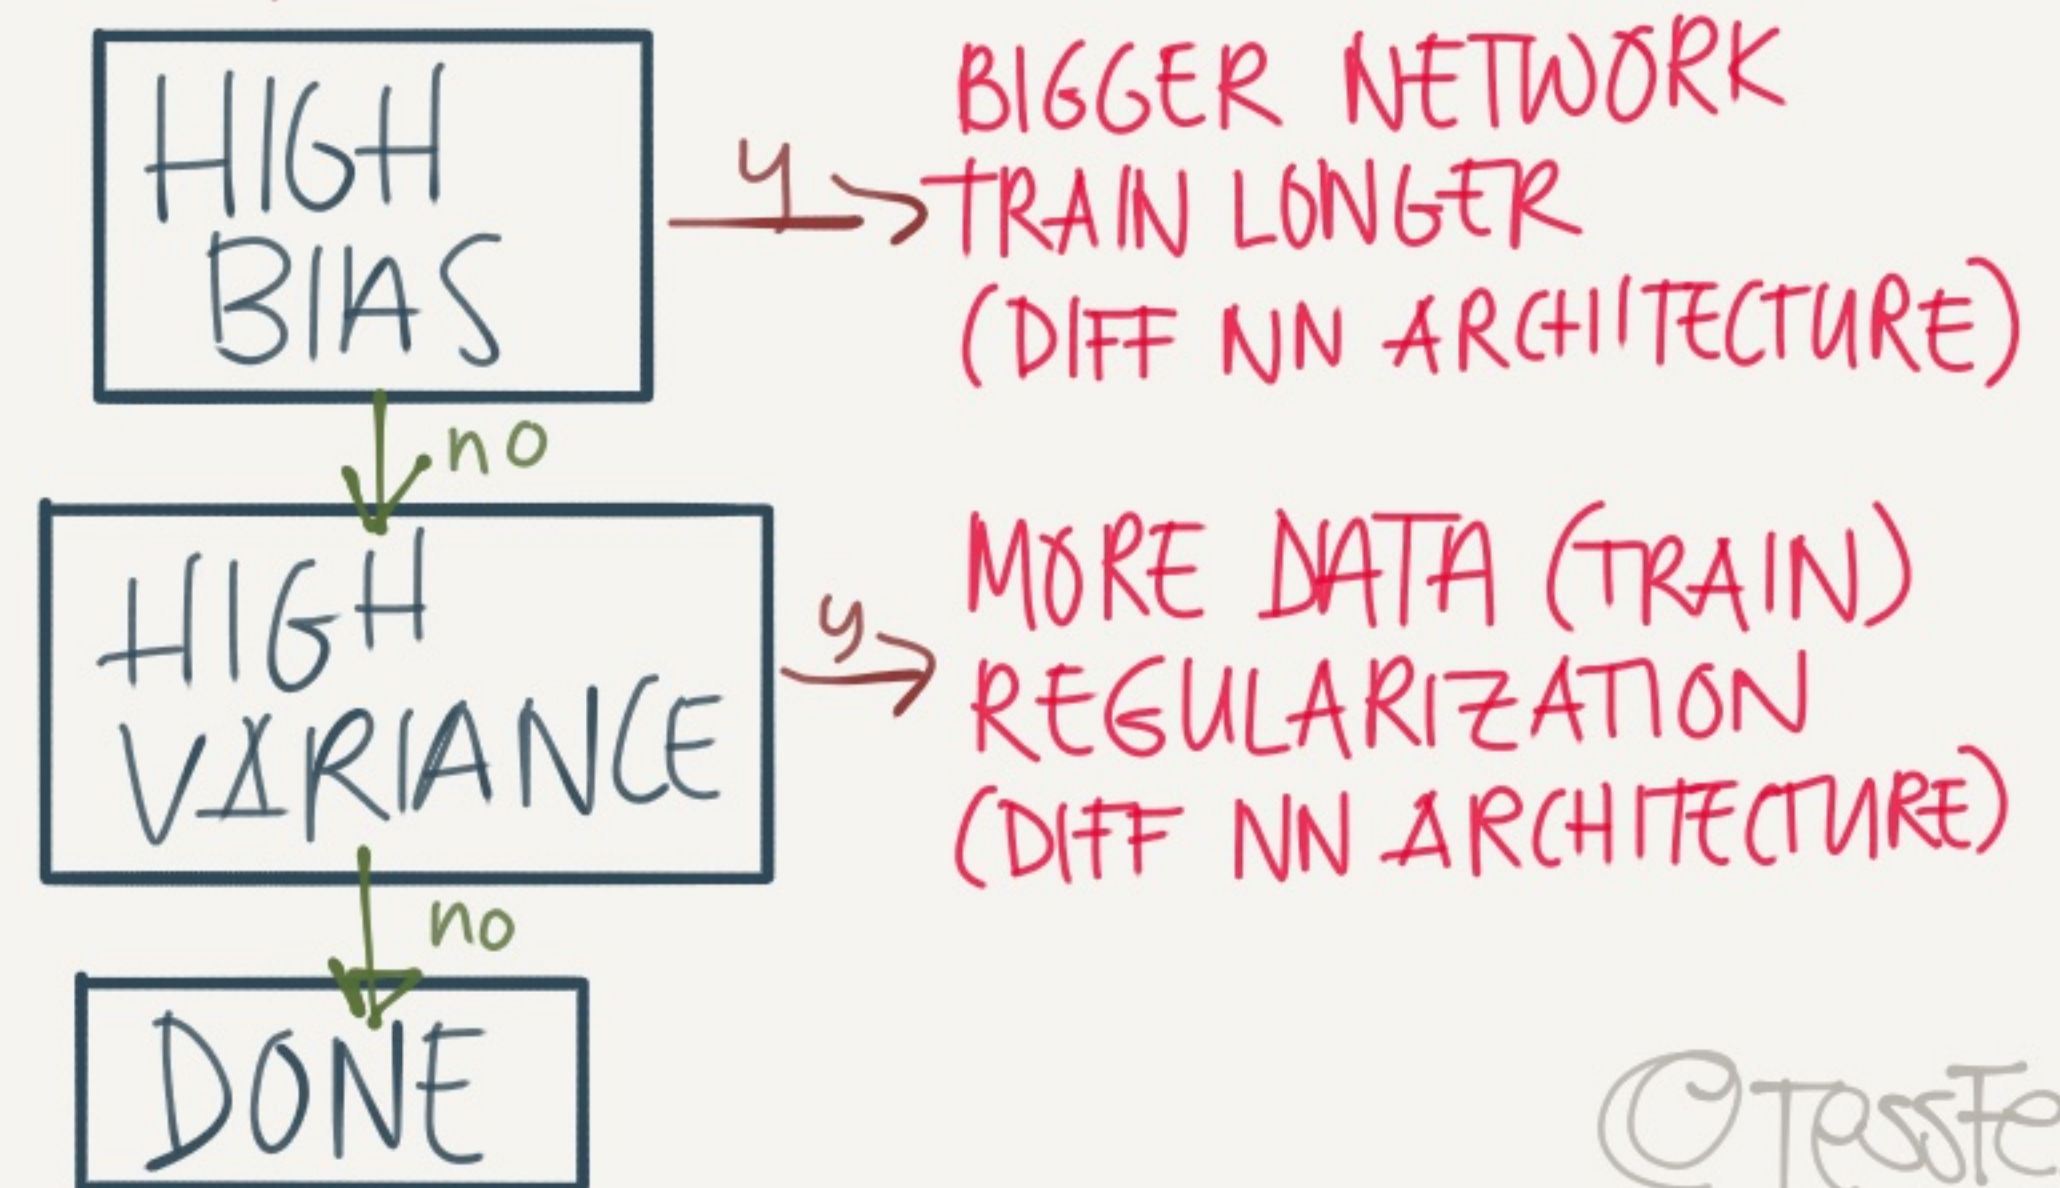 HIGH
BIAS
y
BIGGER NETWORK
TRAIN LONGER
(DIFF NN ARCHITECTURE)
no
HIGH
VARIANCE
y
MORE DATA (TRAIN)
REGULARIZATION
(DIFF NN ARCHITECTURE)
no
DONE
©TessFe